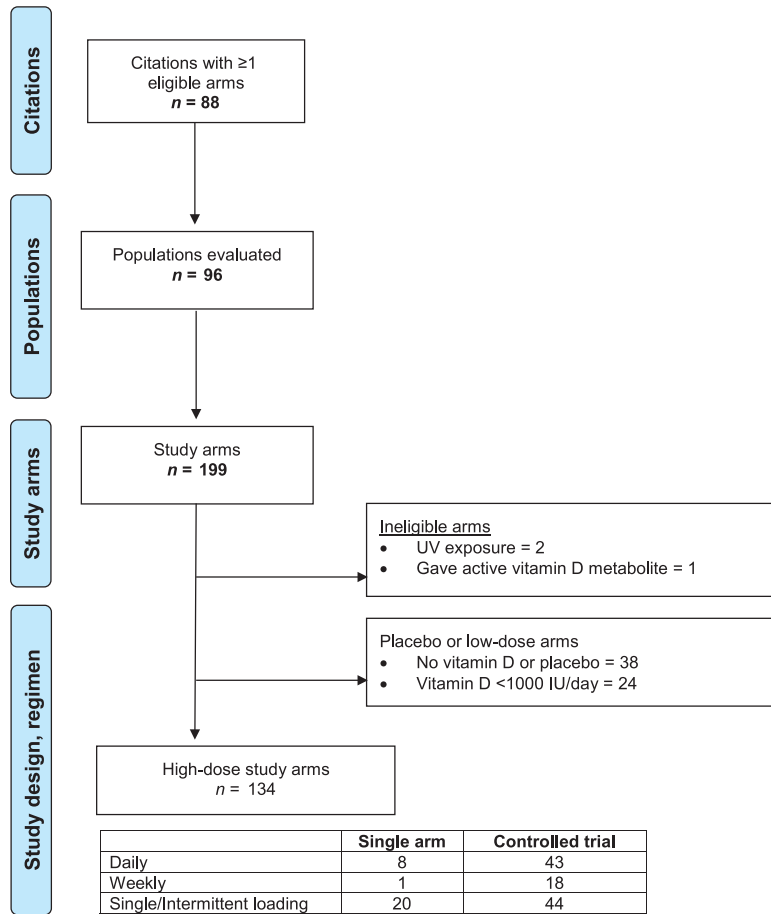 Citations
Citations with ≥1
eligible arms
n = 88
Populations
Populations evaluated
n = 96
Study arms
Study arms
n = 199
Ineligible arms
• UV exposure = 2
• Gave active vitamin D metabolite = 1
Study design, regimen
Placebo or low-dose arms
• No vitamin D or placebo = 38
• Vitamin D <1000 IU/day = 24
High-dose study arms
n = 134
Single arm Controlled trial
Daily 8 43
Weekly 1 18
Single/Intermittent loading 20 44